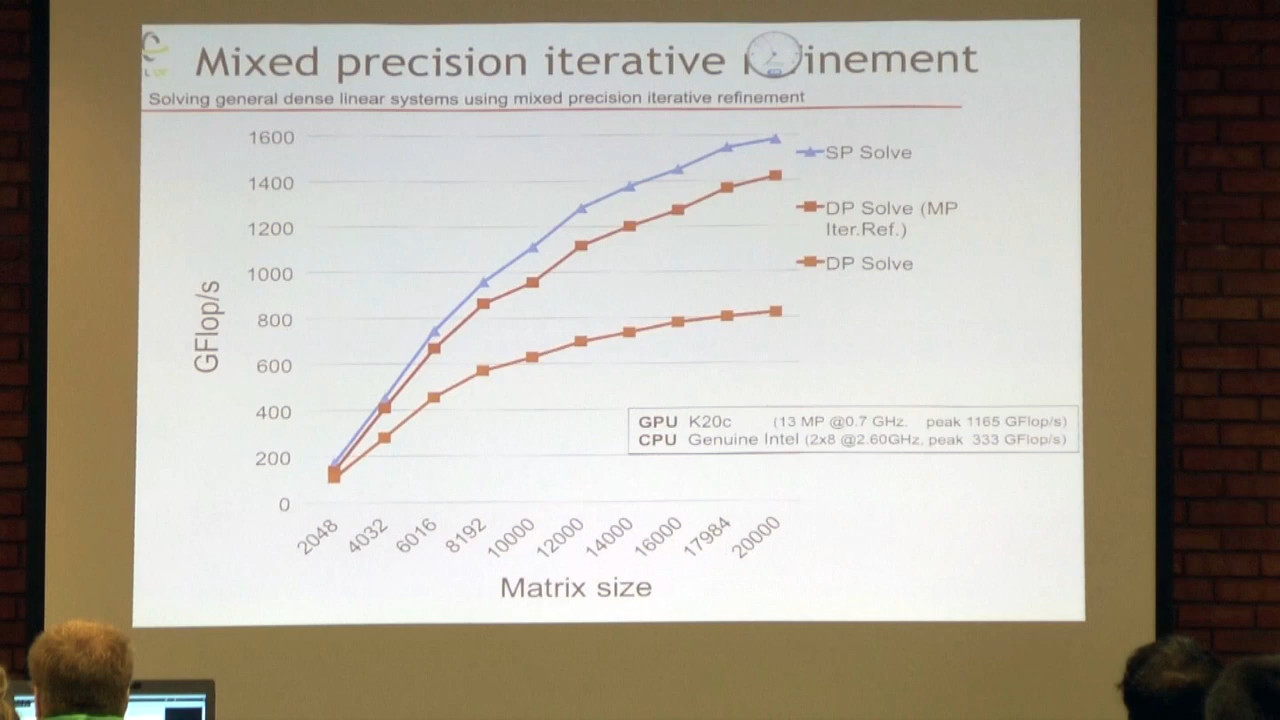 Mixed precision iterative refinement
Solving general dense linear systems using mixed precision iterative refinement
1600
1400
1200
1000
800
600
400
200
0
GFlop/s
2048
4032
6016
8192
10000
12000
14000
16000
17984
20000
Matrix size
SP Solve
DP Solve (MP
Iter.Ref.)
DP Solve
GPU K20c (13 MP @0.7 GHz. peak 1165 GFlop/s)
CPU Genuine Intel (2x8 @2.60GHz, peak 333 GFlop/s)